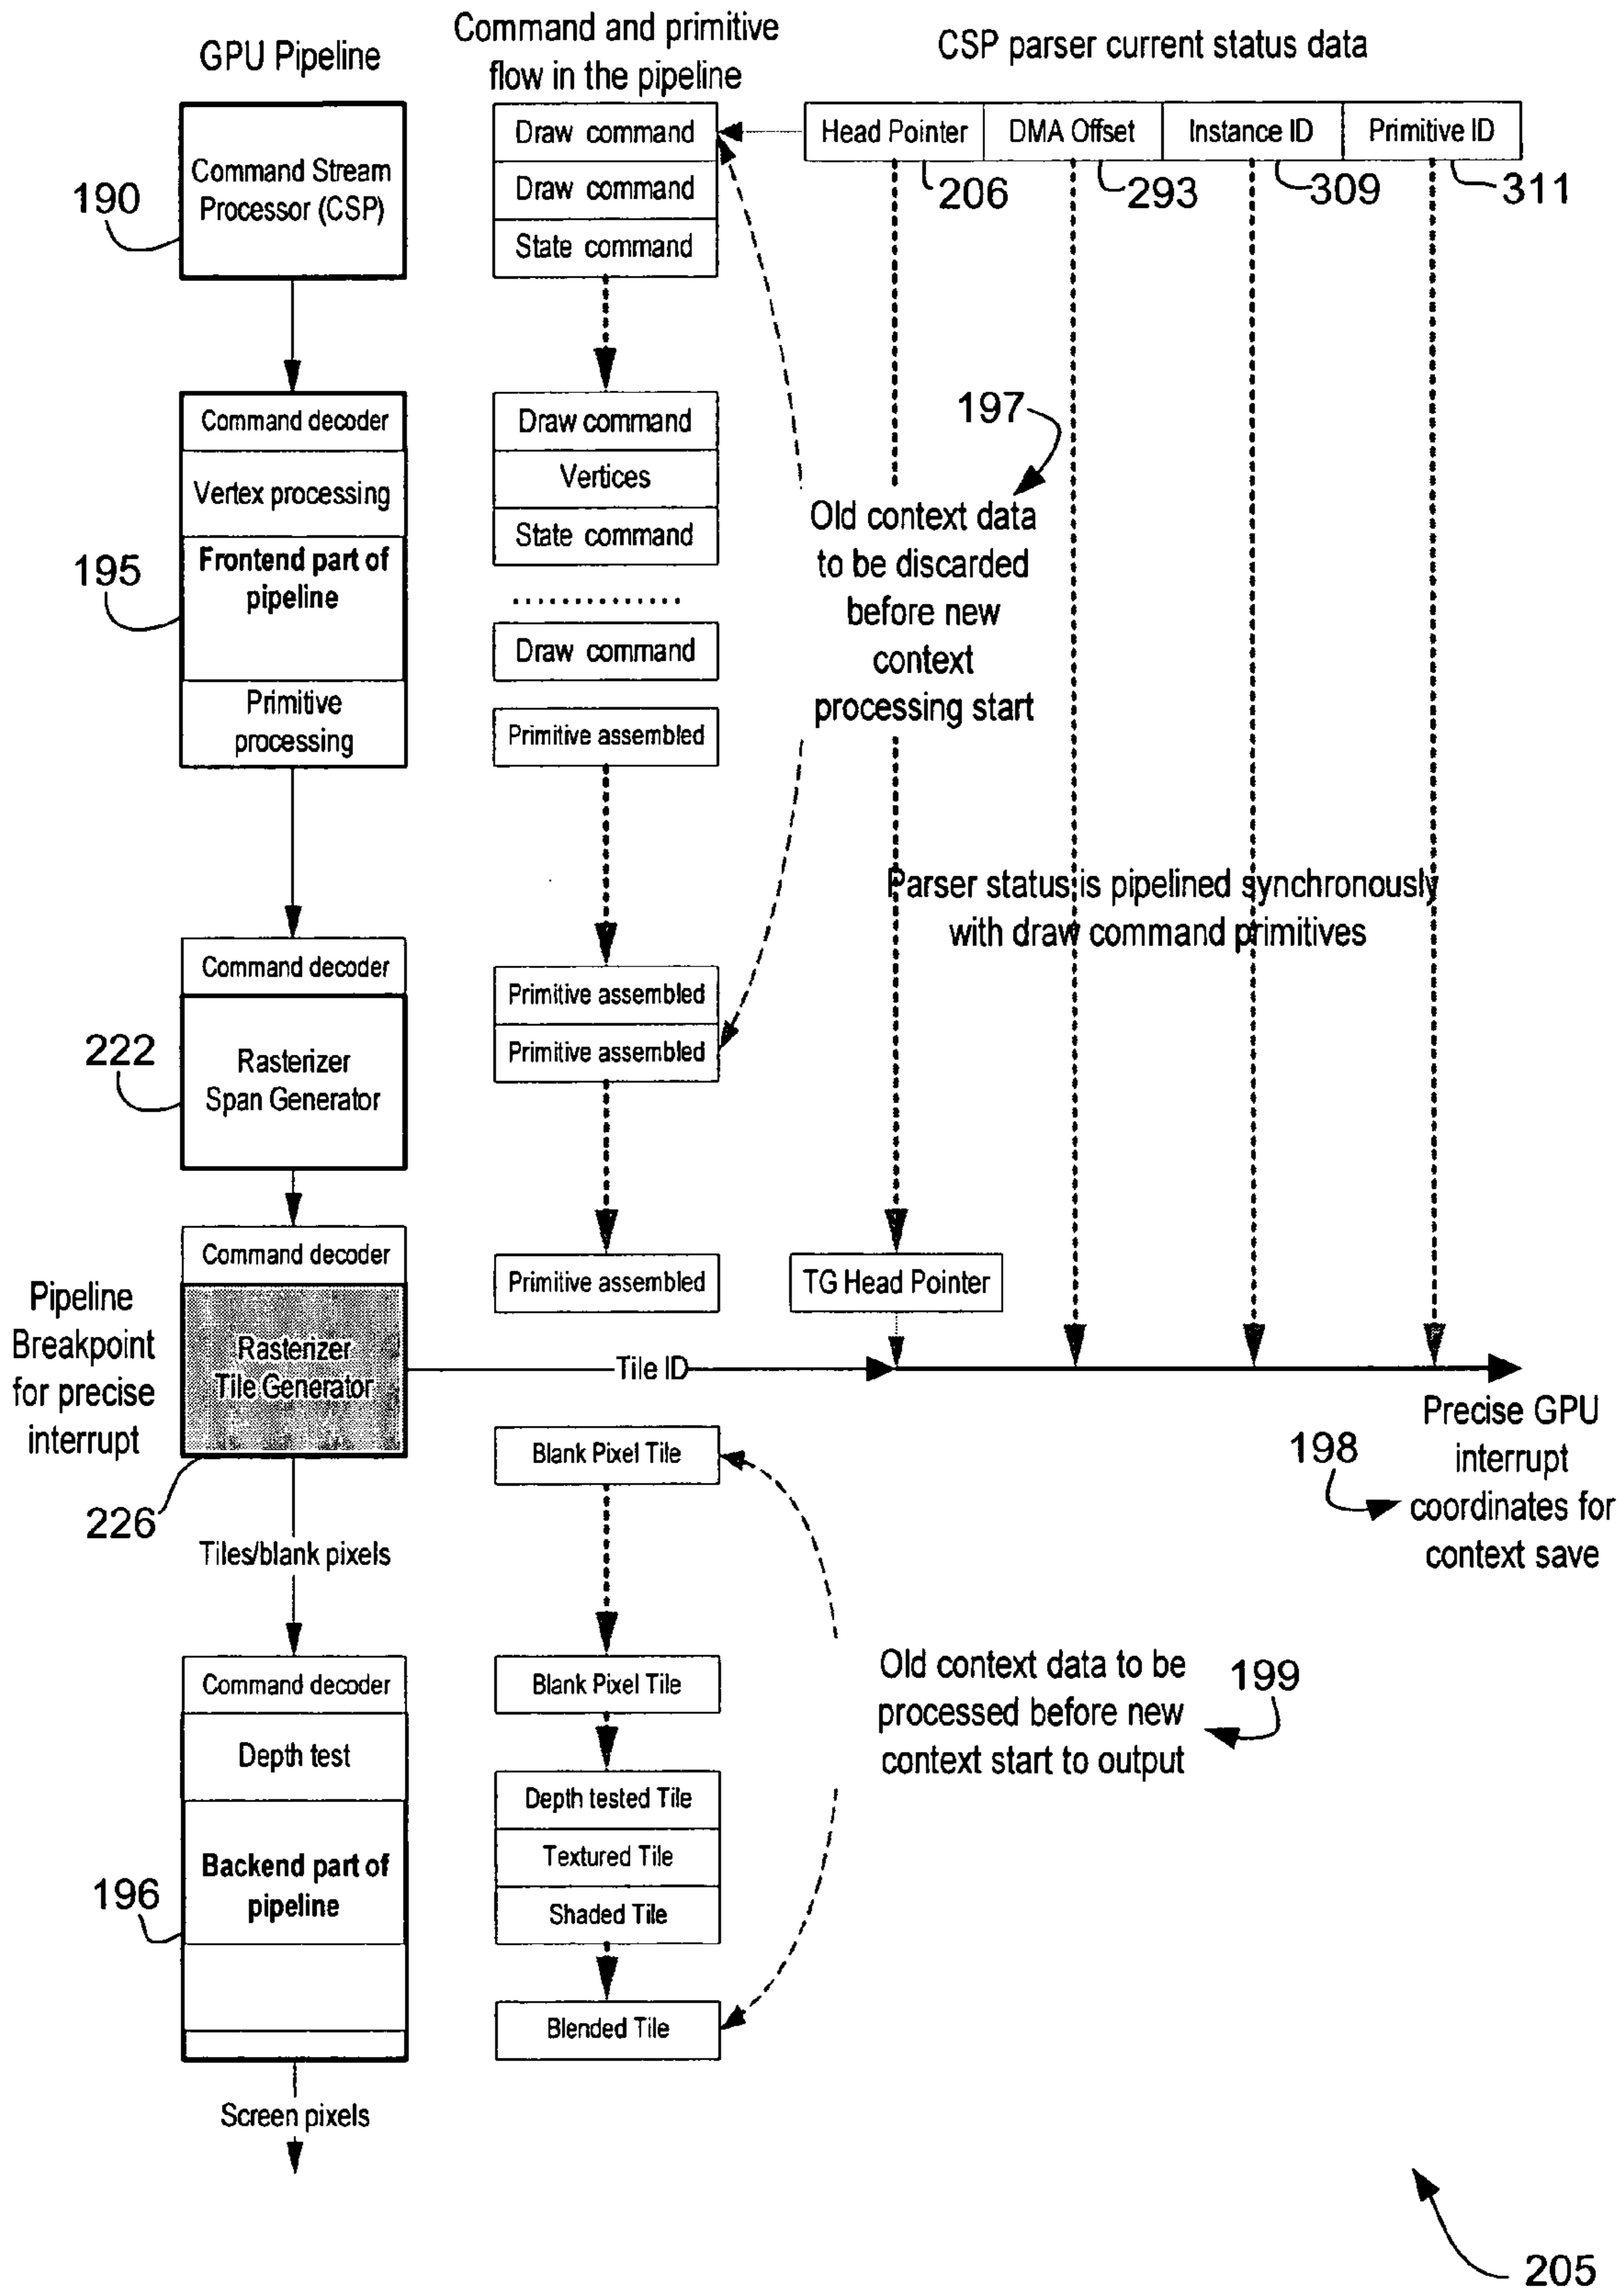 GPU Pipeline
Command and primitive
flow in the pipeline
CSP parser current status data
Command Stream
Processor (CSP)
190
Draw command
Draw command
State command
Head Pointer
DMA Offset
Instance ID
Primitive ID
206
293
309
311
Command decoder
Vertex processing
Frontend part of
pipeline
Primitive
processing
195
Draw command
Vertices
State command
Draw command
Primitive assembled
197
Old context data
to be discarded
before new
context
processing start
Parser status is pipelined synchronously
with draw command primitives
Command decoder
Rasterizer
Span Generator
222
Primitive assembled
Primitive assembled
Command decoder
Rasterizer
Tile Generator
Pipeline
Breakpoint
for precise
interrupt
226
Primitive assembled
TG Head Pointer
Tile ID
Precise GPU
interrupt
coordinates for
context save
198
Blank Pixel Tile
Tiles/blank pixels
Command decoder
Depth test
Backend part of
pipeline
196
Blank Pixel Tile
Depth tested Tile
Textured Tile
Shaded Tile
Blended Tile
Old context data to be
processed before new
context start to output
199
Screen pixels
205